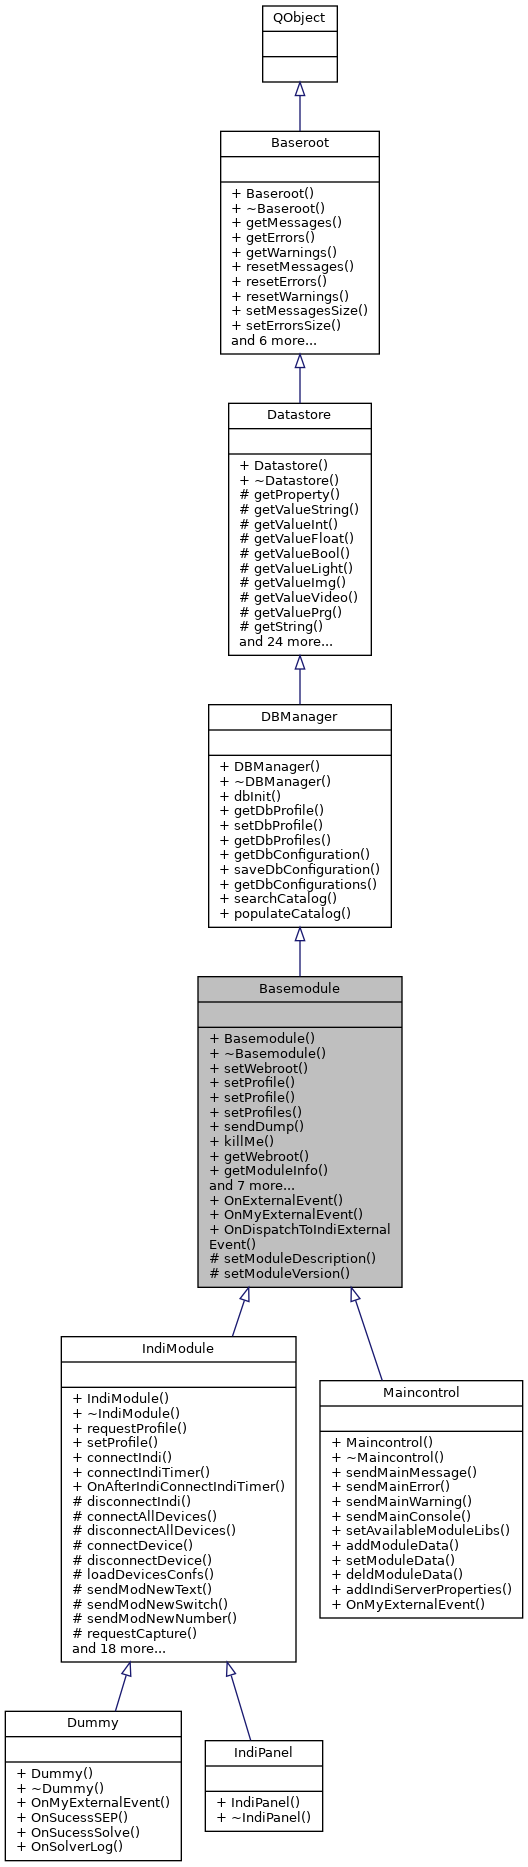 QObject
Baseroot
+ Baseroot()
+ ~Baseroot()
+ getMessages()
+ getErrors()
+ getWarnings()
+ resetMessages()
+ resetErrors()
+ resetWarnings()
+ setMessagesSize()
+ setErrorsSize()
and 6 more...
Datastore
+ Datastore()
+ ~Datastore()
# getProperty()
# getValueString()
# getValueInt()
# getValueFloat()
# getValueBool()
# getValueLight()
# getValueImg()
# getValueVideo()
# getValuePrg()
# getString()
and 24 more...
DBManager
+ DBManager()
+ ~DBManager()
+ dbInit()
+ getDbProfile()
+ setDbProfile()
+ getDbProfiles()
+ getDbConfiguration()
+ saveDbConfiguration()
+ getDbConfigurations()
+ searchCatalog()
+ populateCatalog()
Basemodule
+ Basemodule()
+ ~Basemodule()
+ setWebroot()
+ setProfile()
+ setProfile()
+ setProfiles()
+ sendDump()
+ killMe()
+ getWebroot()
+ getModuleInfo()
and 7 more...
+ OnExternalEvent()
+ OnMyExternalEvent()
+ OnDispatchToIndiExternal
Event()
# setModuleDescription()
# setModuleVersion()
IndiModule
+ IndiModule()
+ ~IndiModule()
+ requestProfile()
+ setProfile()
+ connectIndi()
+ connectIndiTimer()
+ OnAfterIndiConnectIndiTimer()
# disconnectIndi()
# connectAllDevices()
# disconnectAllDevices()
# connectDevice()
# disconnectDevice()
# loadDevicesConfs()
# sendModNewText()
# sendModNewSwitch()
# sendModNewNumber()
# requestCapture()
and 18 more...
Maincontrol
+ Maincontrol()
+ ~Maincontrol()
+ sendMainMessage()
+ sendMainError()
+ sendMainWarning()
+ sendMainConsole()
+ setAvailableModuleLibs()
+ addModuleData()
+ setModuleData()
+ deldModuleData()
+ addIndiServerProperties()
+ OnMyExternalEvent()
Dummy
+ Dummy()
+ ~Dummy()
+ OnMyExternalEvent()
+ OnSucessSEP()
+ OnSucessSolve()
+ OnSolverLog()
IndiPanel
+ IndiPanel()
+ ~IndiPanel()